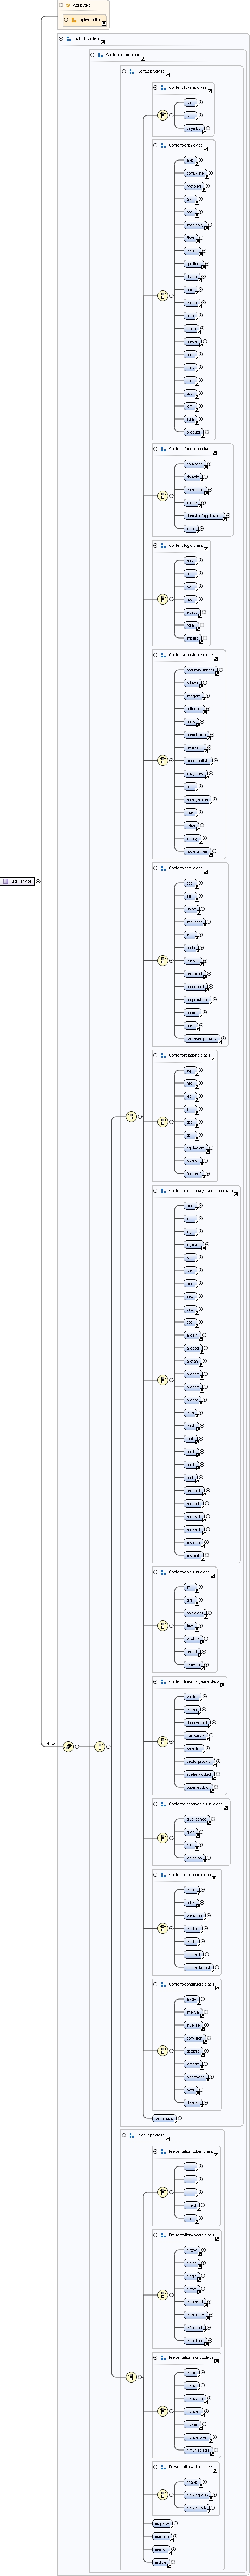 Attributes
uplimit.attlist
uplimit.content
Content-expr.class
ContExpr.class
Content-tokens.class
cn
ci
csymbol
Content-arith.class
abs
conjugate
factorial
arg
real
imaginary
floor
ceiling
quotient
divide
rem
minus
plus
times
power
root
max
min
gcd
lcm
sum
product
Content-functions.class
compose
domain
codomain
image
domainofapplication
ident
Content-logic.class
and
or
xor
not
exists
forall
implies
Content-constants.class
naturalnumbers
primes
integers
rationals
reals
complexes
emptyset
exponentiale
imaginaryi
pi
eulergamma
true
false
infinity
notanumber
Content-sets.class
uplimit.type
set
list
union
intersect
in
notin
subset
prsubset
notsubset
notprsubset
setdiff
card
cartesianproduct
Content-relations.class
eq
neq
leq
lt
geq
gt
equivalent
approx
factorof
Content-elementary-functions.class
exp
ln
log
logbase
sin
cos
tan
sec
csc
cot
arcsin
arccos
arctan
arcsec
arccsc
arccot
sinh
cosh
tanh
sech
csch
coth
arccosh
arccoth
arccsch
arcsech
arcsinh
arctanh
Content-calculus.class
int
diff
partialdiff
limit
lowlimit
uplimit
tendsto
Content-linear-algebra.class
vector
matrix
determinant
transpose
selector
vectorproduct
scalarproduct
outerproduct
1..∞
Content-vector-calculus.class
divergence
grad
curl
laplacian
Content-statistics.class
mean
sdev
variance
median
mode
moment
momentabout
Content-constructs.class
apply
interval
inverse
condition
declare
lambda
piecewise
bvar
degree
semantics
PresExpr.class
Presentation-token.class
mi
mo
mn
mtext
ms
Presentation-layout.class
mrow
mfrac
msqrt
mroot
mpadded
mphantom
mfenced
menclose
Presentation-script.class
msub
msup
msubsup
munder
mover
munderover
mmultiscripts
Presentation-table.class
mtable
maligngroup
malignmark
mspace
maction
merror
mstyle